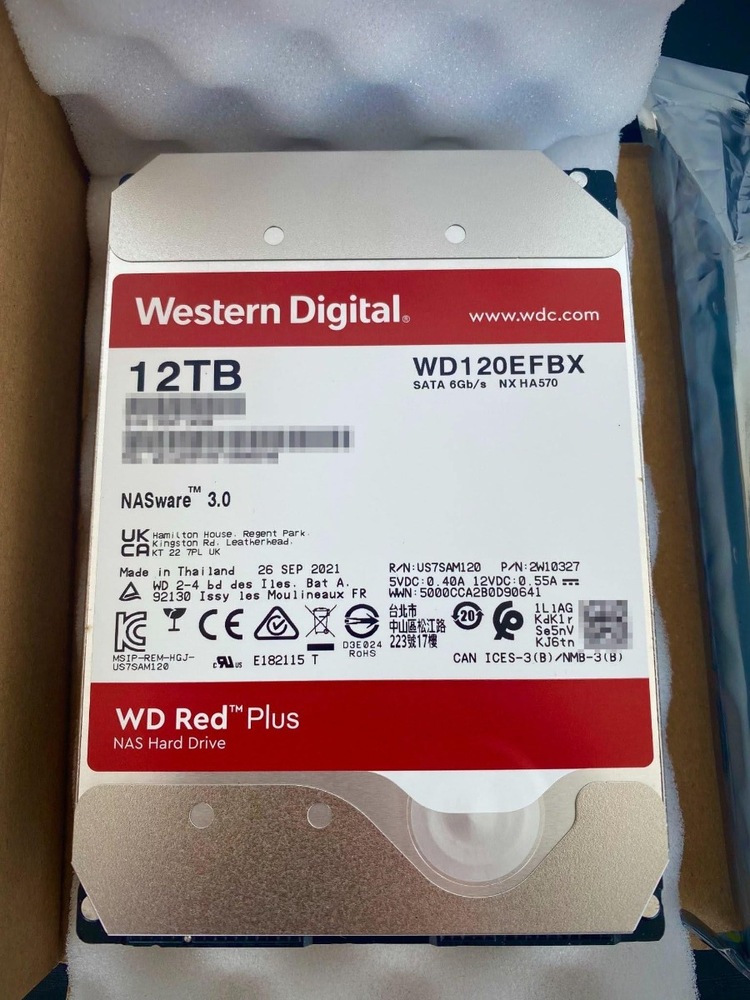 Western Digital®
www.wdc.com
12TB
WD120EFBX
SATA 6Gb/s NX HA570
NASware™ 3.0
UK CA
Hamilton House, Regent Park,
Kingston Rd, Leatherhead,
KT 22 7PL UK
Made in Thailand 26 SEP 2021
WD 2-4 bd des Iles. Bat A.
92130 Issy les Moulineaux FR
R/N:US7SAM120 P/N:2W10327
5VDC:0.40A 12VDC:0.55A
WWN:5000CCA2B0D90641
MSIP-REM-HGJ-
US7SAM120
CE
c RU us E182115 T
D3E024
RoHS
台北市
中山區松江路
223號17樓
20
1L1AG
KdK1r
Se5nV
KJ6tn
CAN ICES-3(B)/NMB-3(B)
WD Red™ Plus
NAS Hard Drive